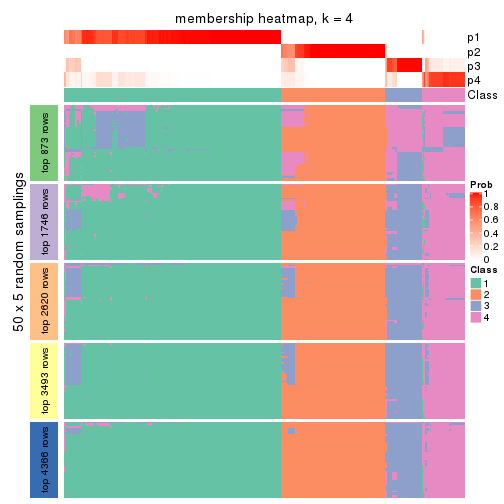 membership heatmap, k = 4
p1
p2
p3
p4
Class
50 x 5 random samplings
top 873 rows
top 1746 rows
top 2620 rows
top 3493 rows
top 4366 rows
Prob
1
0.8
0.6
0.4
0.2
0
Class
1
2
3
4